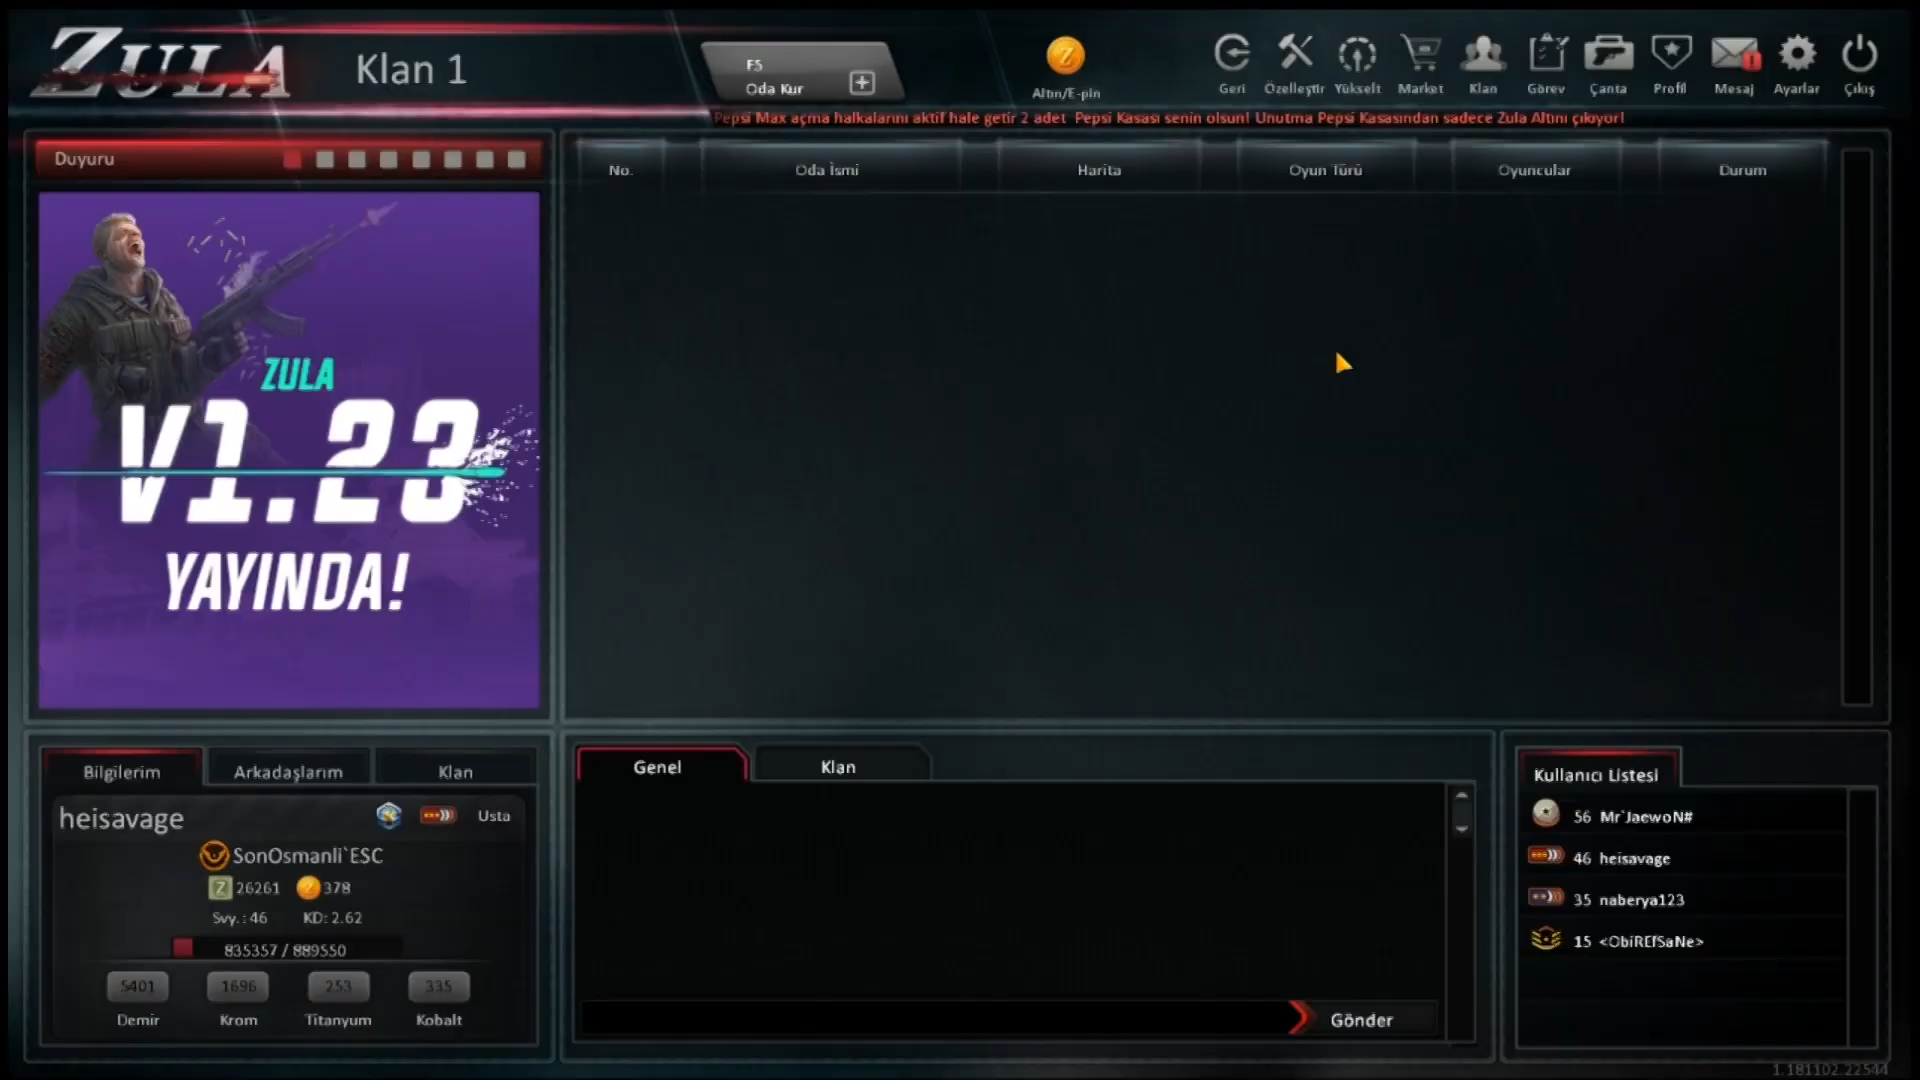 ZULA
Klan 1
F5
Oda Kur
Altın/E-pin
Geri
Özelleştir
Yükselt
Market
Klan
Görev
Çanta
Profil
Mesaj
Ayarlar
Çıkış
Pepsi Max açma halkalarını aktif hale getir 2 adet Pepsi Kasası senin olsun! Unutma Pepsi Kasasından sadece Zula Altını çıkıyor!
Duyuru
No.
Oda İsmi
Harita
Oyun Türü
Oyuncular
Durum
ZULA
V1.23
YAYINDA!
Bilgilerim
Arkadaşlarım
Klan
heisavage
Usta
SonOsmanli`ESC
26261
378
Svy.: 46
KD: 2.62
835357 / 889550
5401
1696
253
335
Demir
Krom
Titanyum
Kobalt
Genel
Klan
Gönder
Kullanıcı Listesi
56 Mr`JaewoN#
46 heisavage
35 naberya123
15 <ObiREfSaNe>
1.181102.22544